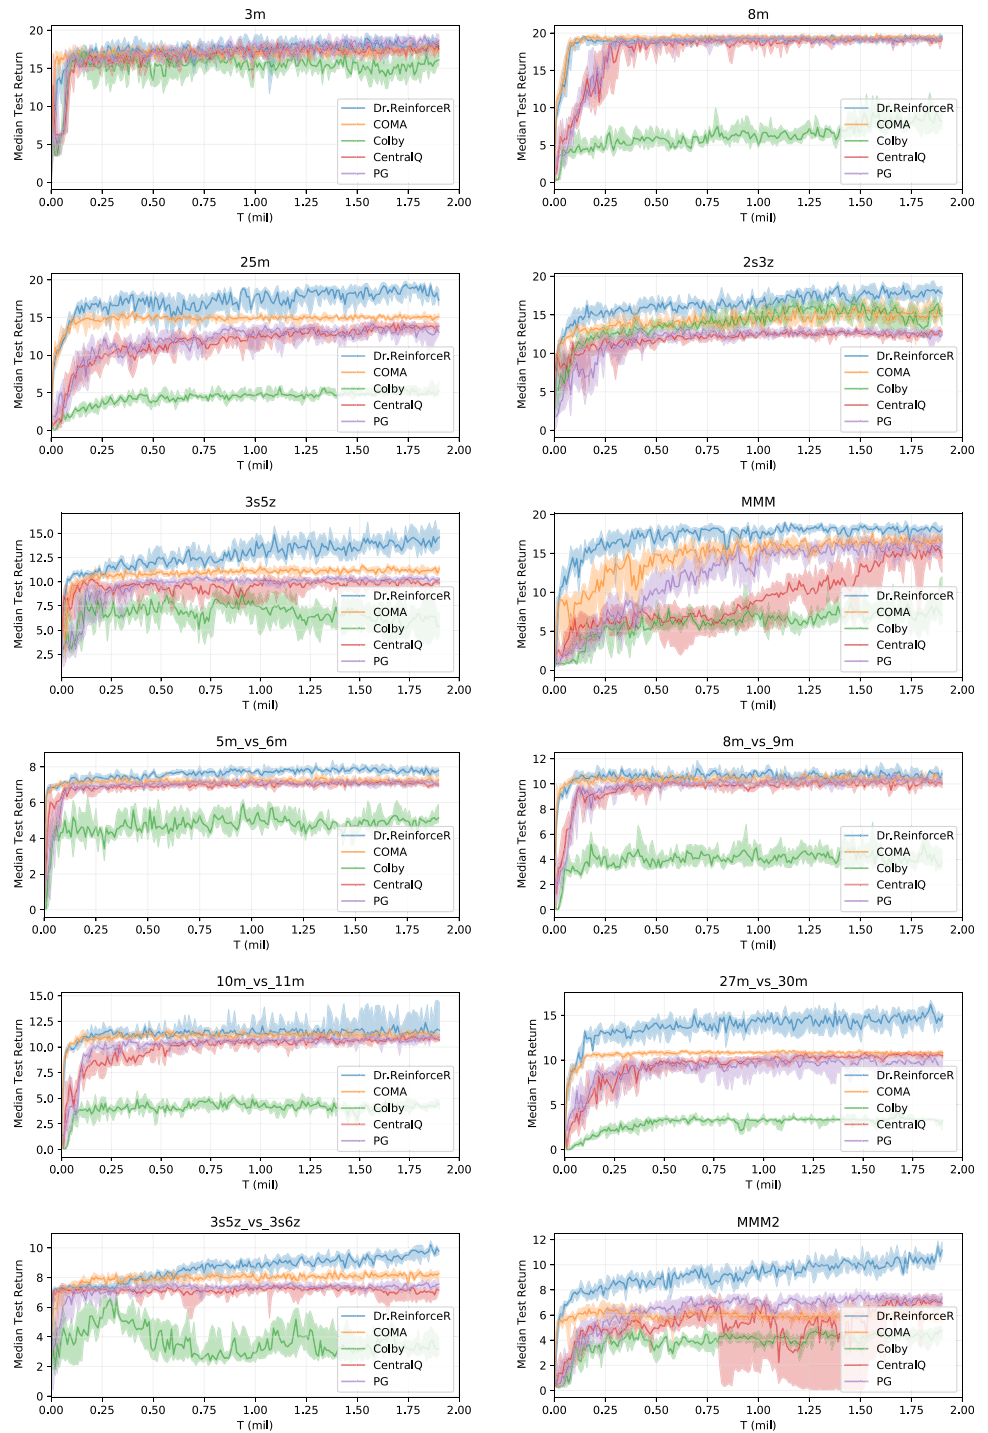 3m
Median Test Return
20
15
10
5
0
0.00 0.25 0.50 0.75 1.00 1.25 1.50 1.75 2.00
T (mil)
Dr.ReinforceR
COMA
Colby
CentralQ
PG
8m
Median Test Return
20
15
10
5
0
0.00 0.25 0.50 0.75 1.00 1.25 1.50 1.75 2.00
T (mil)
Dr.ReinforceR
COMA
Colby
CentralQ
PG
25m
Median Test Return
20
15
10
5
0
0.00 0.25 0.50 0.75 1.00 1.25 1.50 1.75 2.00
T (mil)
Dr.ReinforceR
COMA
Colby
CentralQ
PG
2s3z
Median Test Return
20
15
10
5
0
0.00 0.25 0.50 0.75 1.00 1.25 1.50 1.75 2.00
T (mil)
Dr.ReinforceR
COMA
Colby
CentralQ
PG
3s5z
Median Test Return
15.0
12.5
10.0
7.5
5.0
2.5
0.00 0.25 0.50 0.75 1.00 1.25 1.50 1.75 2.00
T (mil)
Dr.ReinforceR
COMA
Colby
CentralQ
PG
MMM
Median Test Return
20
15
10
5
0
0.00 0.25 0.50 0.75 1.00 1.25 1.50 1.75 2.00
T (mil)
Dr.ReinforceR
COMA
Colby
CentralQ
PG
5m_vs_6m
Median Test Return
8
6
4
2
0
0.00 0.25 0.50 0.75 1.00 1.25 1.50 1.75 2.00
T (mil)
Dr.ReinforceR
COMA
Colby
CentralQ
PG
8m_vs_9m
Median Test Return
12
10
8
6
4
2
0
0.00 0.25 0.50 0.75 1.00 1.25 1.50 1.75 2.00
T (mil)
Dr.ReinforceR
COMA
Colby
CentralQ
PG
10m_vs_11m
Median Test Return
15.0
12.5
10.0
7.5
5.0
2.5
0.0
0.00 0.25 0.50 0.75 1.00 1.25 1.50 1.75 2.00
T (mil)
Dr.ReinforceR
COMA
Colby
CentralQ
PG
27m_vs_30m
Median Test Return
15
10
5
0
0.00 0.25 0.50 0.75 1.00 1.25 1.50 1.75 2.00
T (mil)
Dr.ReinforceR
COMA
Colby
CentralQ
PG
3s5z_vs_3s6z
Median Test Return
10
8
6
4
2
0
0.00 0.25 0.50 0.75 1.00 1.25 1.50 1.75 2.00
T (mil)
Dr.ReinforceR
COMA
Colby
CentralQ
PG
MMM2
Median Test Return
12
10
8
6
4
2
0
0.00 0.25 0.50 0.75 1.00 1.25 1.50 1.75 2.00
T (mil)
Dr.ReinforceR
COMA
Colby
CentralQ
PG